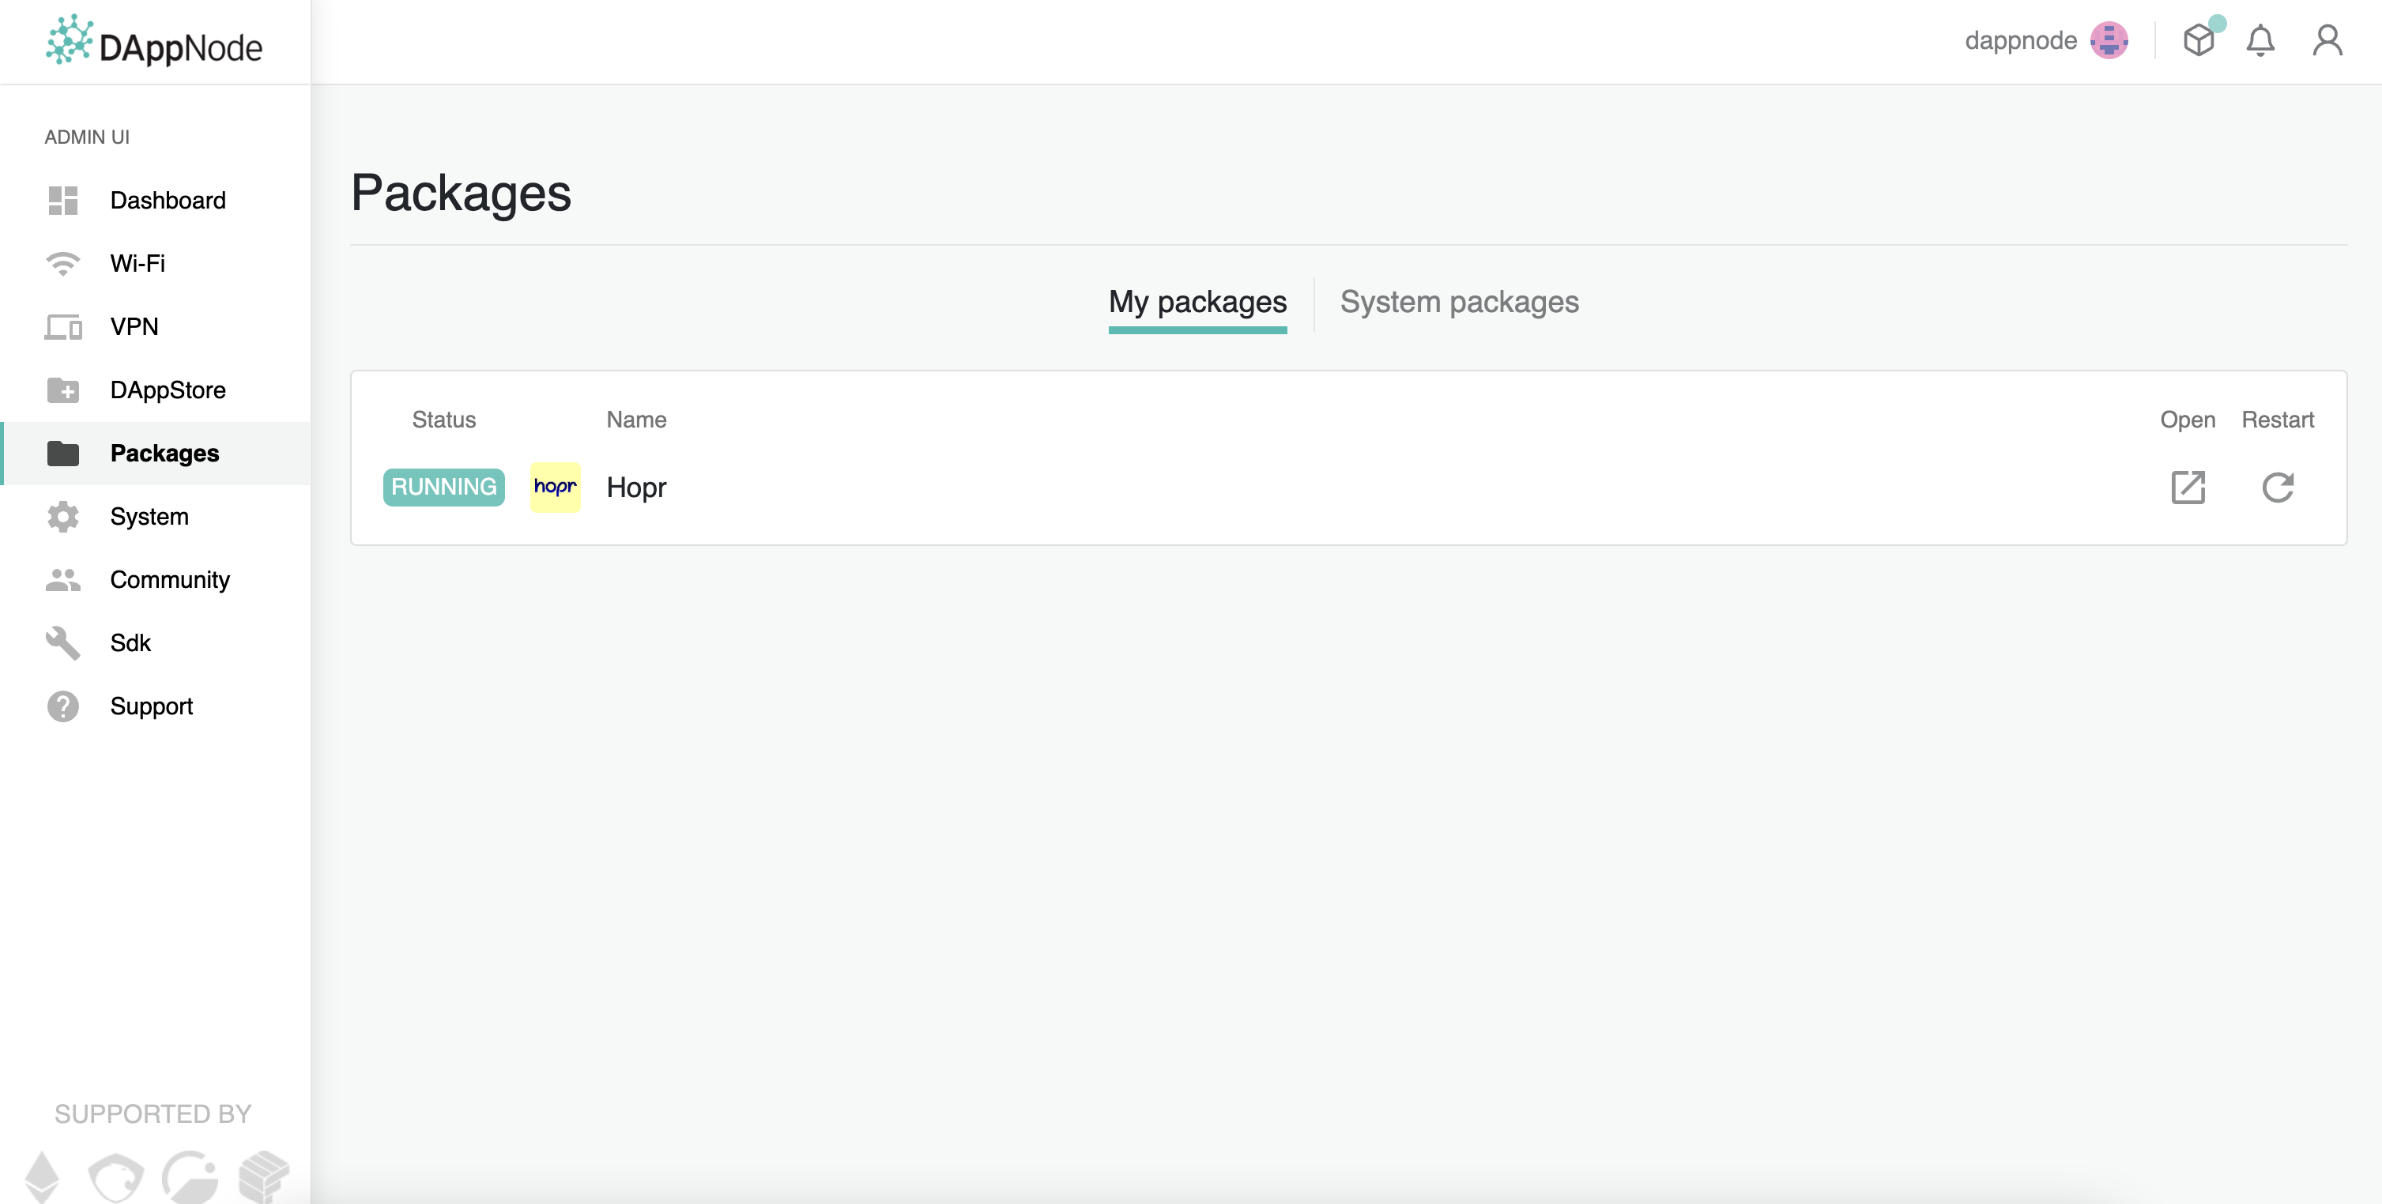 DAppNode
dappnode
ADMIN UI
Dashboard
Wi-Fi
VPN
DAppStore
Packages
System
Community
Sdk
Support
SUPPORTED BY
Packages
My packages
System packages
Status
Name
Open
Restart
RUNNING
hopr
Hopr